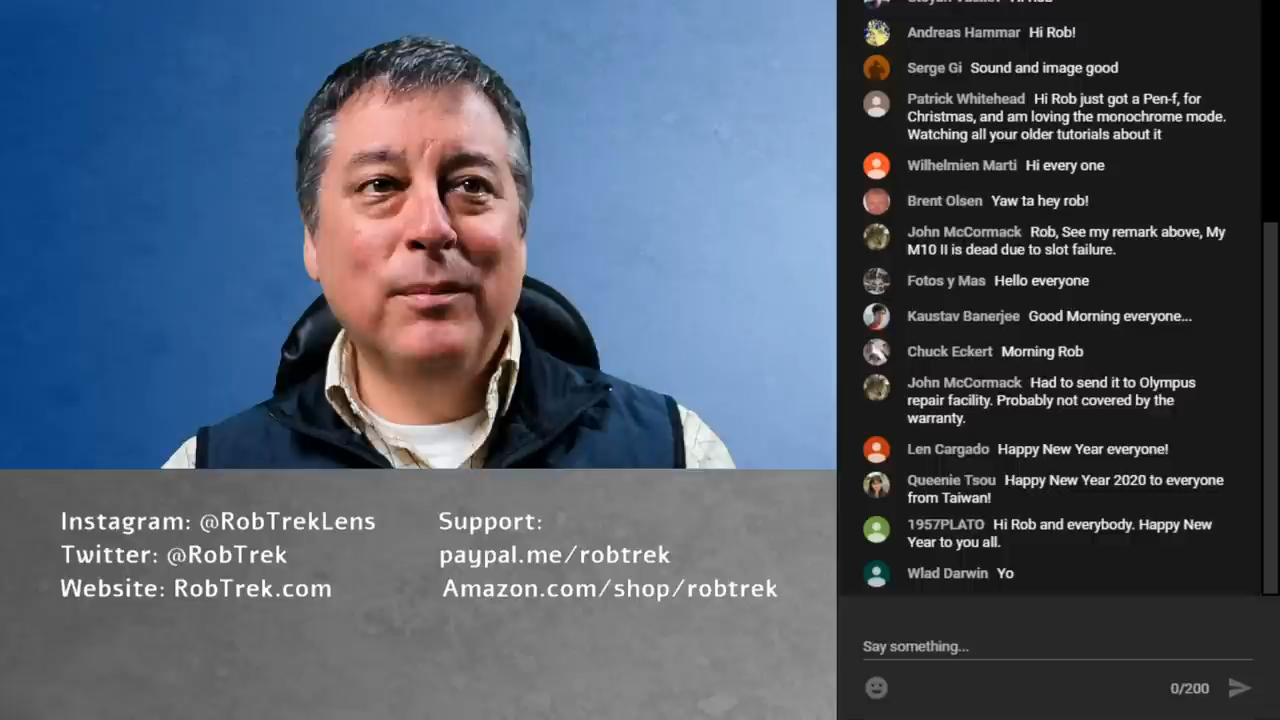 Instagram: @RobTrekLens
Twitter: @RobTrek
Website: RobTrek.com
Support:
paypal.me/robtrek
Amazon.com/shop/robtrek
Andreas Hammar Hi Rob!
Serge Gi Sound and image good
Patrick Whitehead Hi Rob just got a Pen-f, for
Christmas, and am loving the monochrome mode.
Watching all your older tutorials about it
Wilhelmien Marti Hi every one
Brent Olsen Yaw ta hey rob!
John McCormack Rob, See my remark above, My
M10 II is dead due to slot failure.
Fotos y Mas Hello everyone
Kaustav Banerjee Good Morning everyone...
Chuck Eckert Morning Rob
John McCormack Had to send it to Olympus
repair facility. Probably not covered by the
warranty.
Len Cargado Happy New Year everyone!
Queenie Tsou Happy New Year 2020 to everyone
from Taiwan!
1957PLATO Hi Rob and everybody. Happy New
Year to you all.
Wlad Darwin Yo
Say something...
0/200